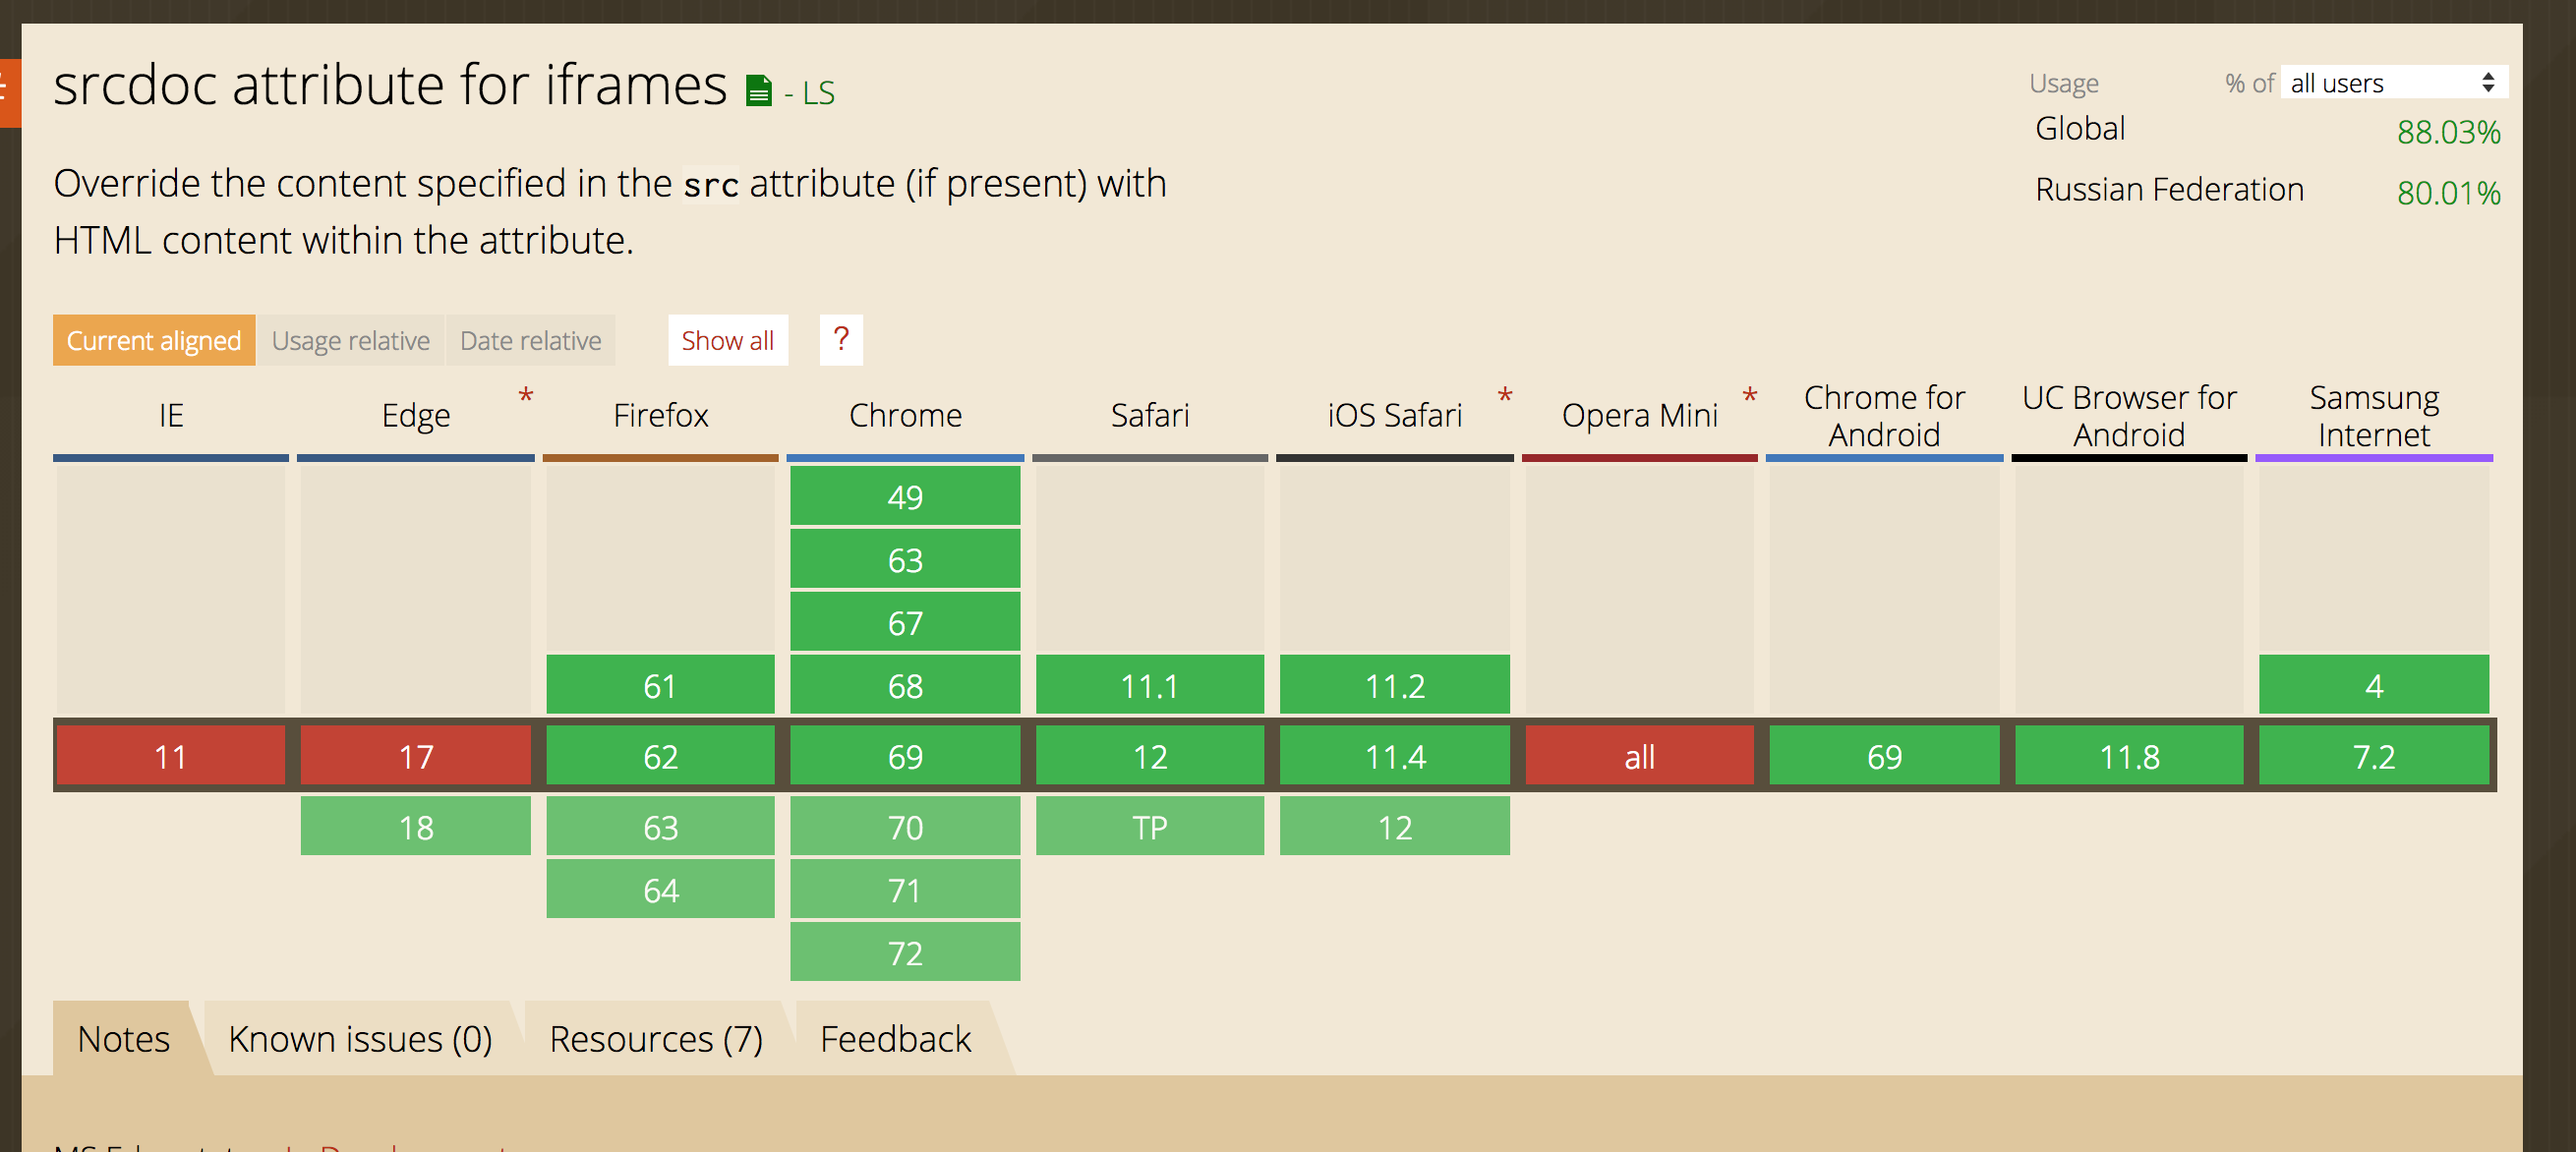 srcdoc attribute for iframes - LS
Usage % of all users
Global 88.03%
Russian Federation 80.01%
Override the content specified in the src attribute (if present) with
HTML content within the attribute.
Current aligned Usage relative Date relative Show all ?
IE Edge * Firefox Chrome Safari iOS Safari * Opera Mini * Chrome for Android UC Browser for Android Samsung Internet
49
63
67
61 68 11.1 11.2 4
11 17 62 69 12 11.4 all 69 11.8 7.2
18 63 70 TP 12
64 71
72
Notes Known issues (0) Resources (7) Feedback